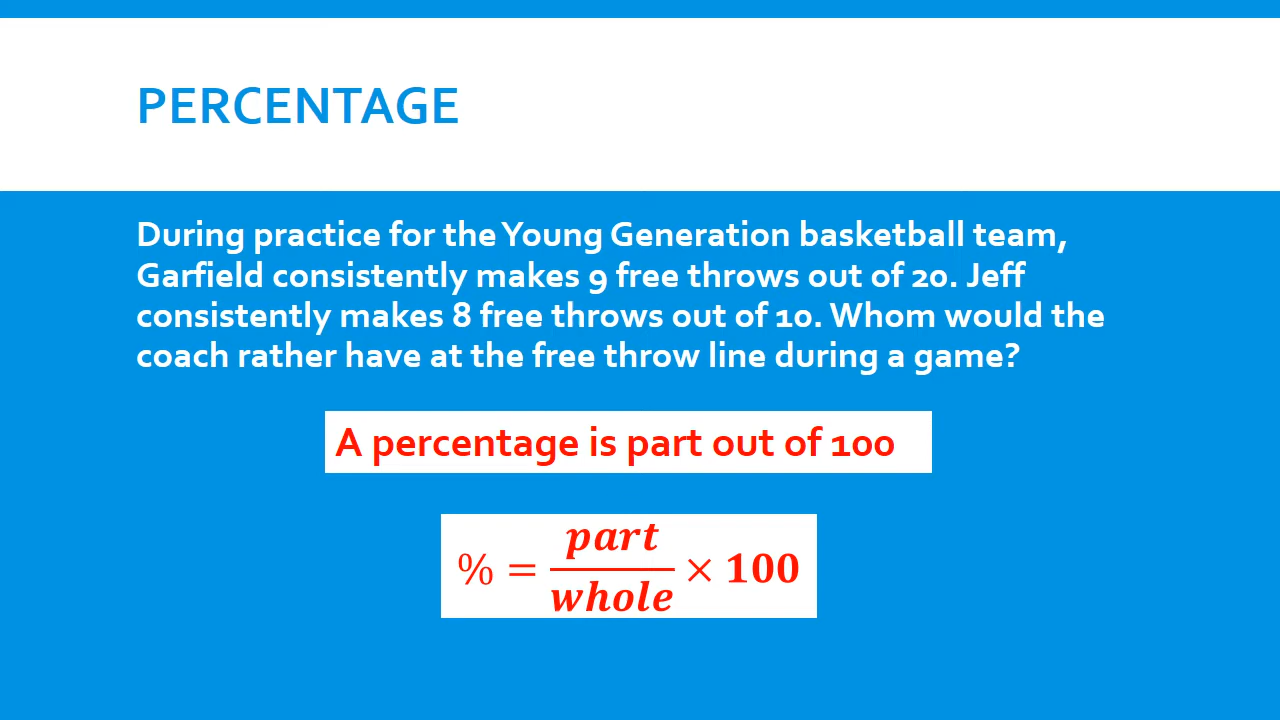 PERCENTAGE
During practice for the Young Generation basketball team,
Garfield consistently makes 9 free throws out of 20. Jeff
consistently makes 8 free throws out of 10. Whom would the
coach rather have at the free throw line during a game?
A percentage is part out of 100
% = part/whole × 100